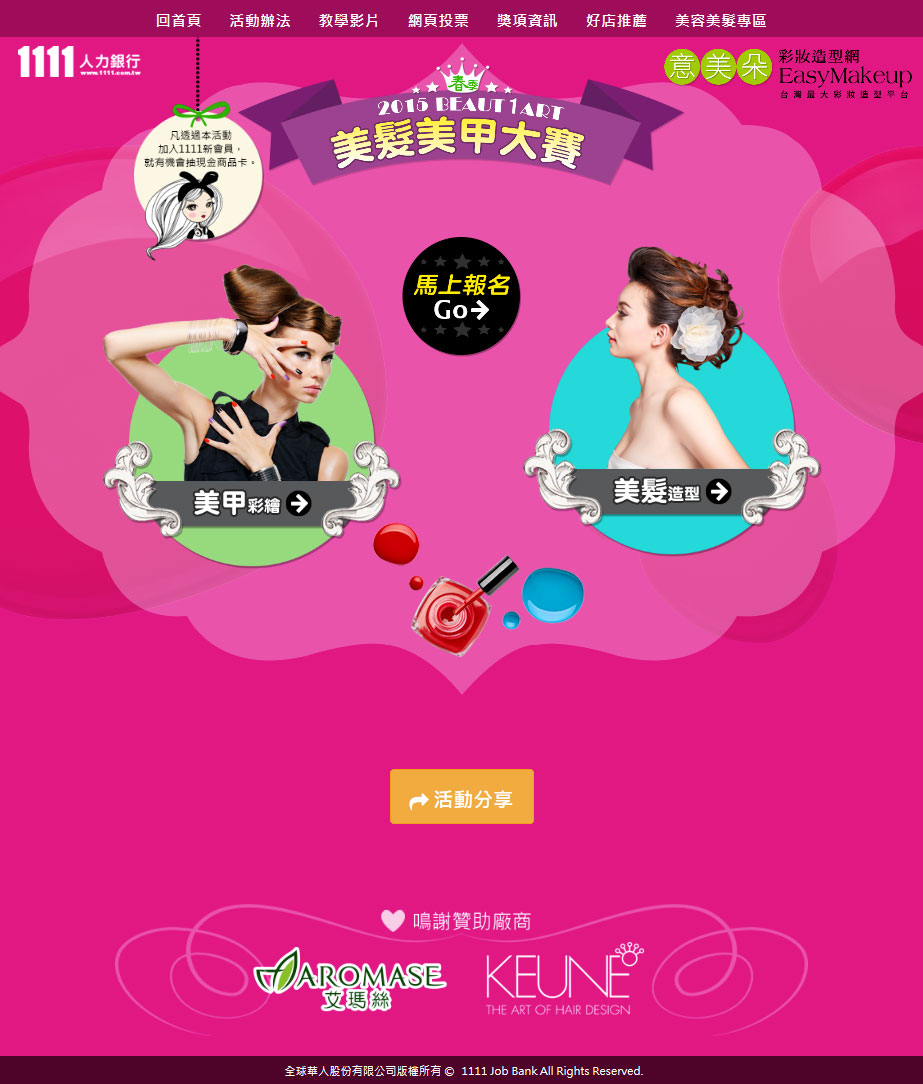 回首頁 活動辦法 教學影片 網頁投票 獎項資訊 好店推薦 美容美髮專區
1111 人力銀行
www.1111.com.tw
意美朵 彩妝造型網
EasyMakeup
台灣最大彩妝造型平台
春季
2015 BEAUT1ART
美髮美甲大賽
凡透過本活動
加入1111新會員，
就有機會抽現金商品卡。
馬上報名
Go
美甲彩繪
美髮造型
活動分享
鳴謝贊助廠商
AROMASE
艾瑪絲
KEUNE
THE ART OF HAIR DESIGN
全球華人股份有限公司版權所有 © 1111 Job Bank All Rights Reserved.